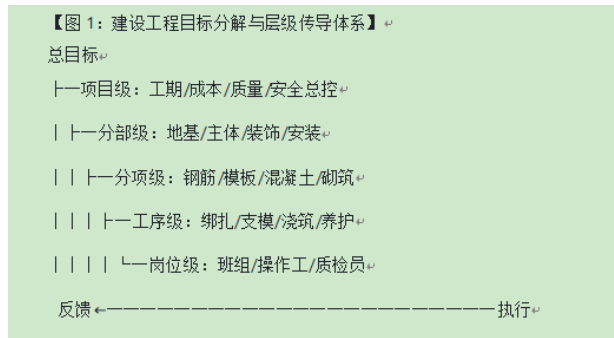 【图 1：建设工程目标分解与层级传导体系】
总目标
├─项目级：工期/成本/质量/安全总控
│├─分部级：地基/主体/装饰/安装
││├─分项级：钢筋/模板/混凝土/砌筑
│││├─工序级：绑扎/支模/浇筑/养护
││││└─岗位级：班组/操作工/质检员
反馈←────────────────────────执行